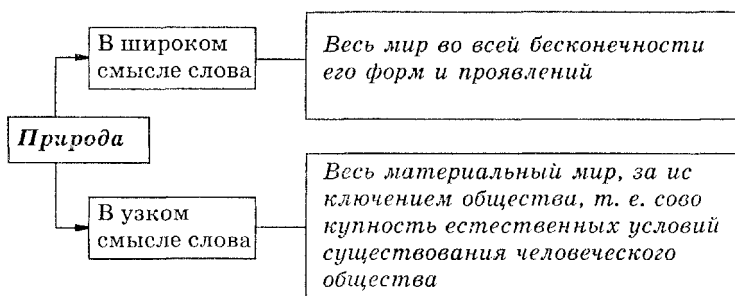 В широком
смысле слова
Весь мир во всей бесконечности
его форм и проявлений
Природа
В узком
смысле слова
Весь материальный мир, за ис
ключением общества, т. е. сово
купность естественных условий
существования человеческого
общества